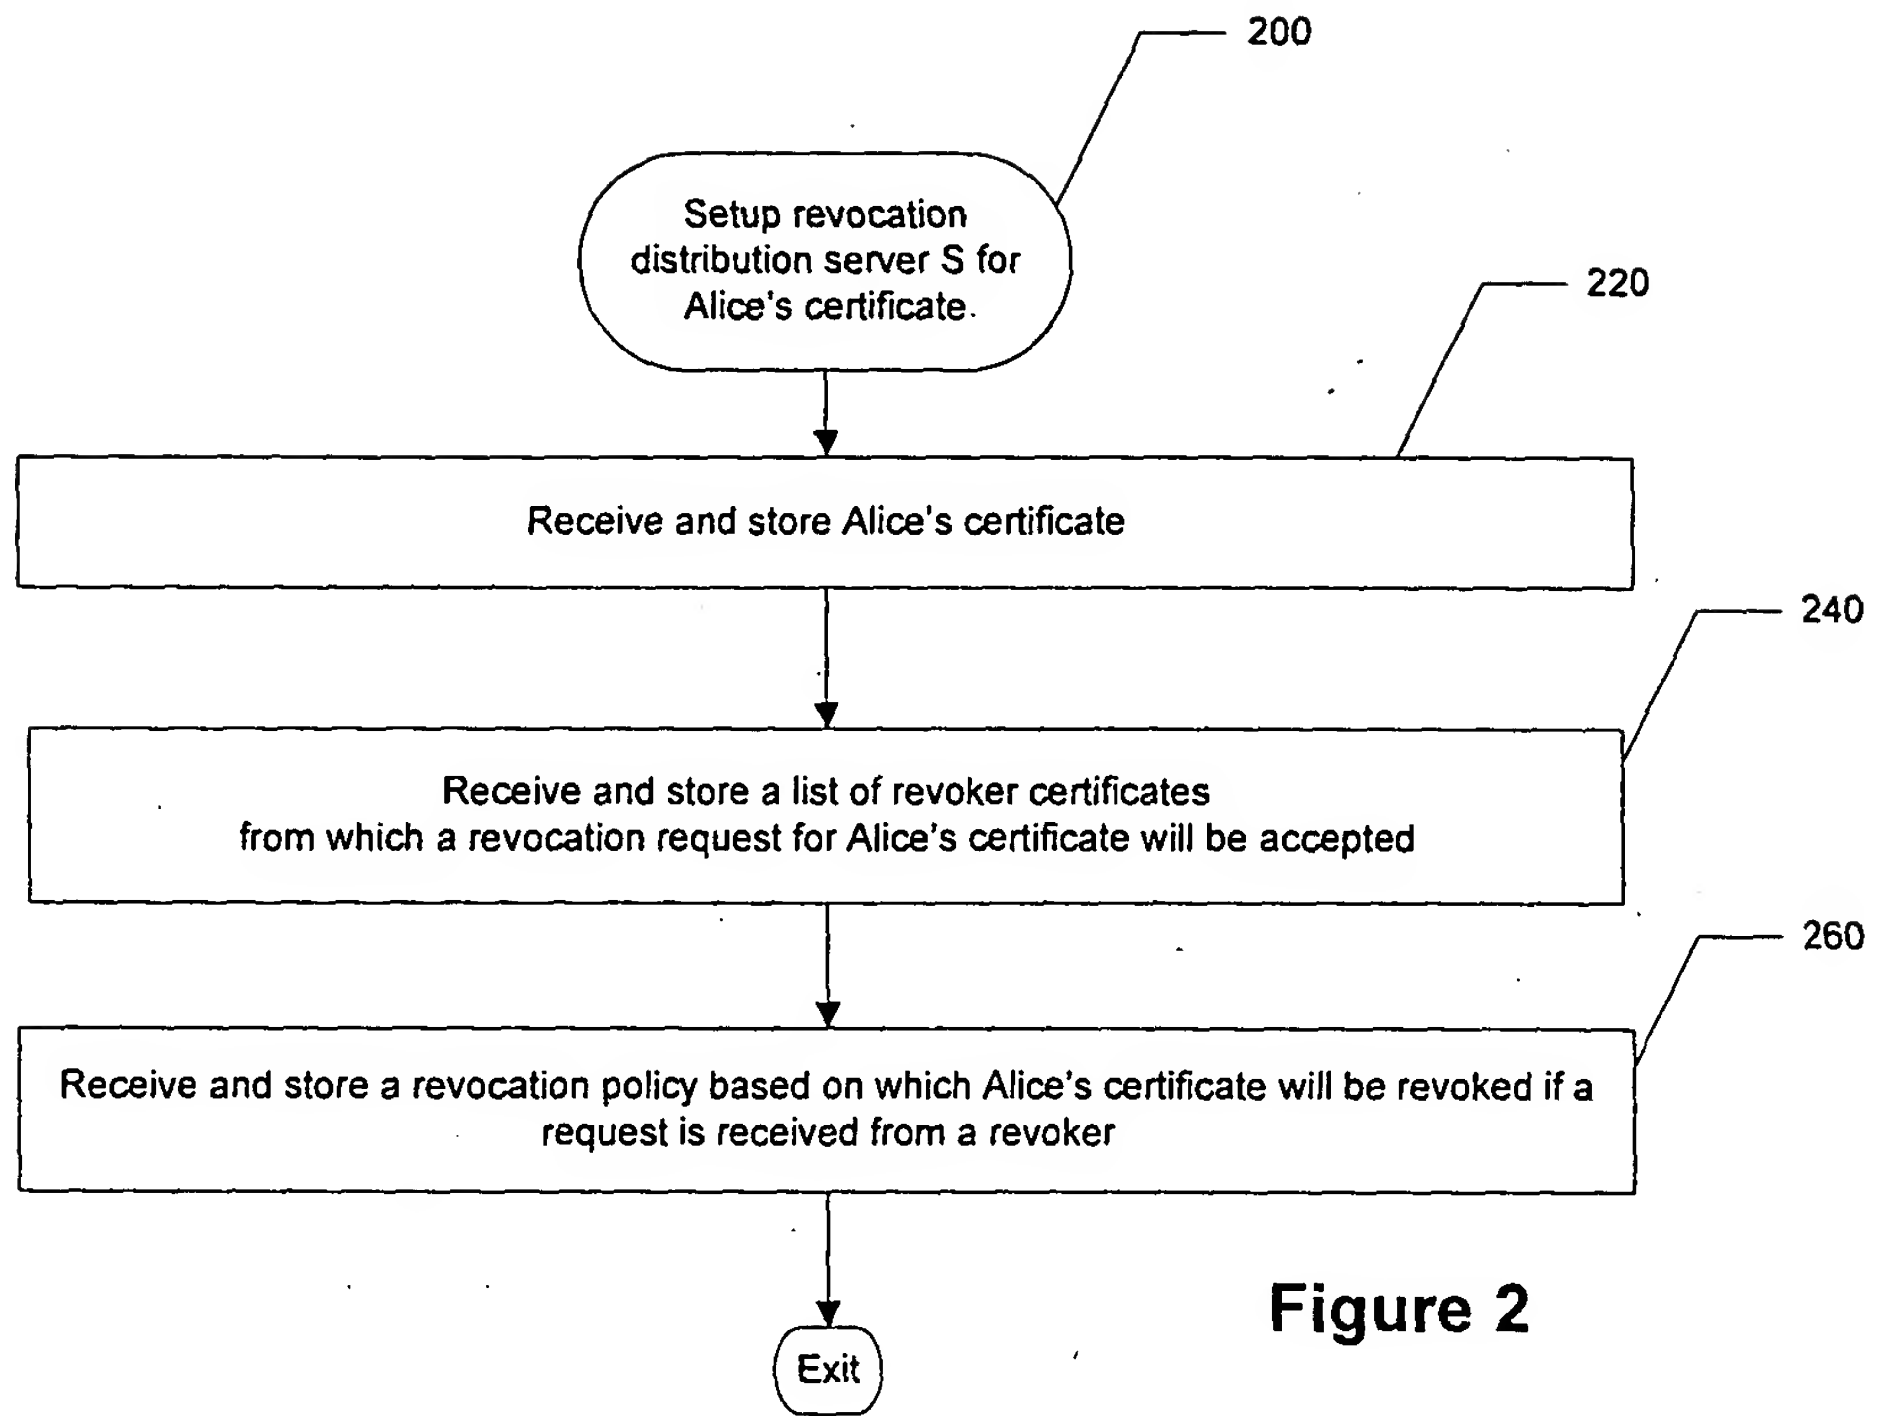 200
Setup revocation
distribution server S for
Alice's certificate.
220
Receive and store Alice's certificate
240
Receive and store a list of revoker certificates
from which a revocation request for Alice's certificate will be accepted
260
Receive and store a revocation policy based on which Alice's certificate will be revoked if a
request is received from a revoker
Figure 2
Exit